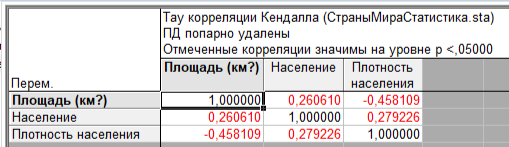 Тау корреляции Кендалла (СтраныМираСтатистика.sta)
ПД попарно удалены
Отмеченные корреляции значимы на уровне p <,05000
Перем. Площадь (км?) Население Плотность населения
Площадь (км?) 1,000000 0,260610 -0,458109
Население 0,260610 1,000000 0,279226
Плотность населения -0,458109 0,279226 1,000000